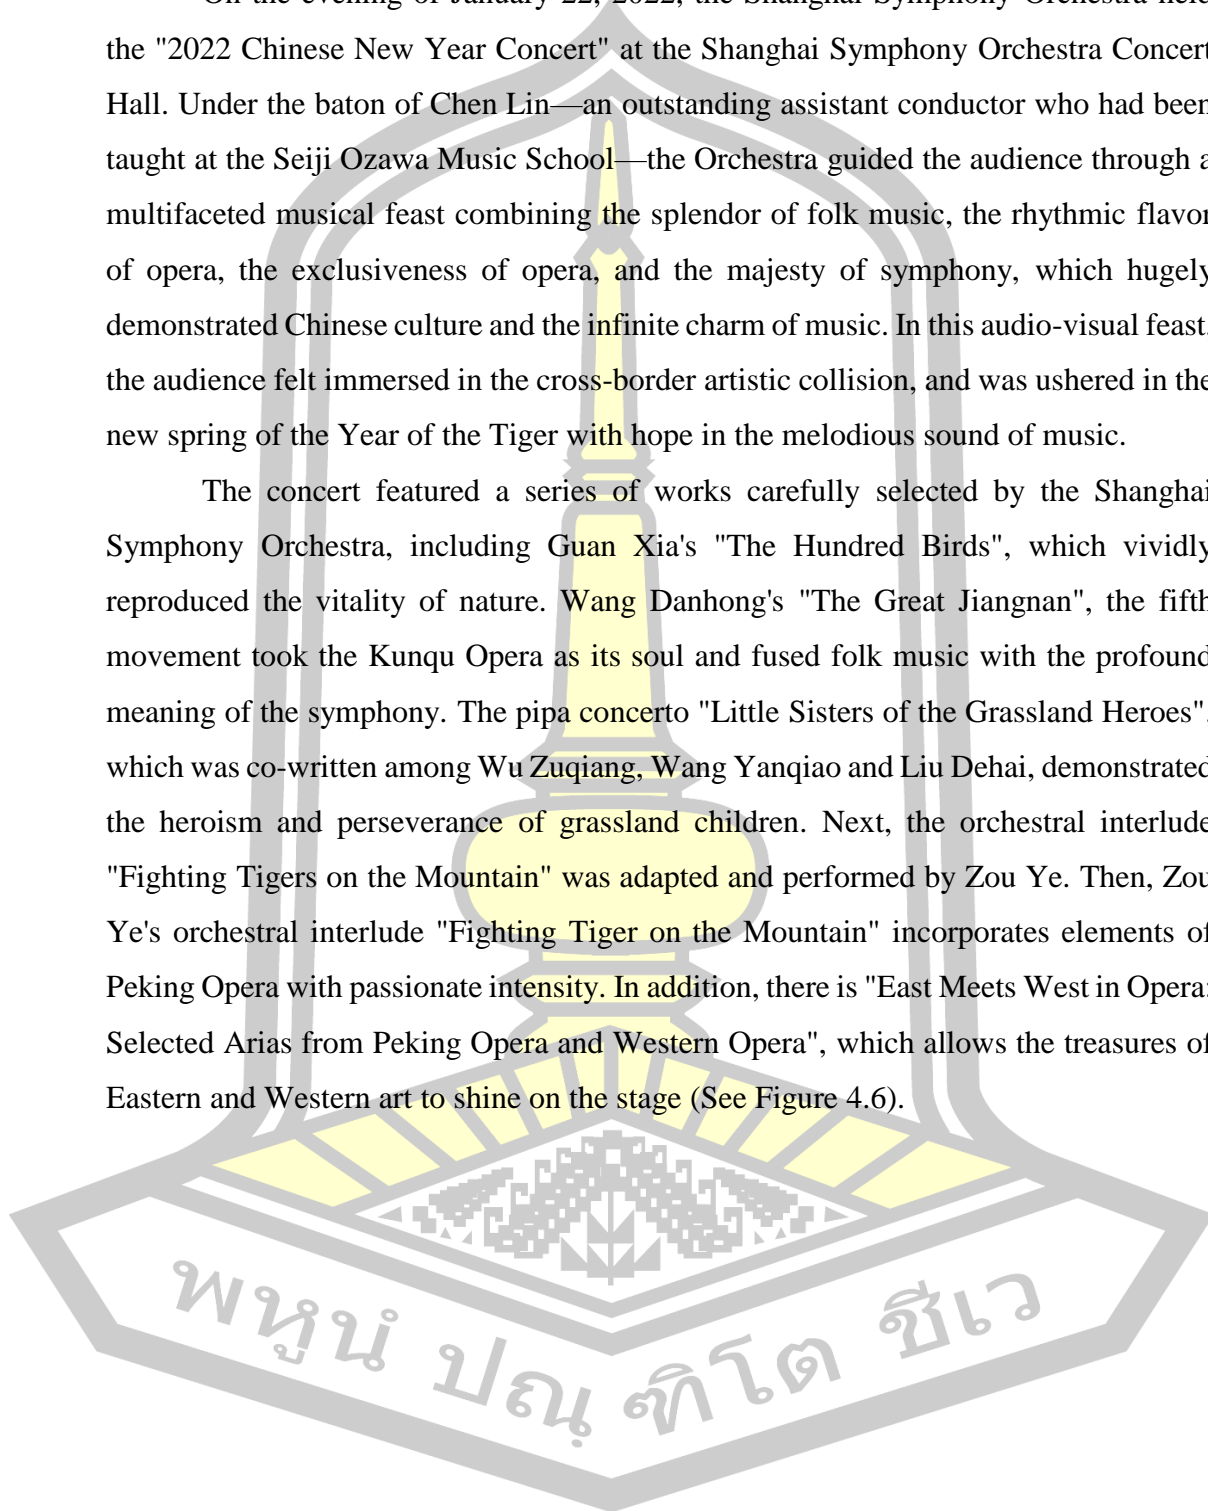 On the evening of January 22, 2022, the Shanghai Symphony Orchestra held
the "2022 Chinese New Year Concert" at the Shanghai Symphony Orchestra Concert
Hall. Under the baton of Chen Lin—an outstanding assistant conductor who had been
taught at the Seiji Ozawa Music School—the Orchestra guided the audience through a
multifaceted musical feast combining the splendor of folk music, the rhythmic flavor
of opera, the exclusiveness of opera, and the majesty of symphony, which hugely
demonstrated Chinese culture and the infinite charm of music. In this audio-visual feast,
the audience felt immersed in the cross-border artistic collision, and was ushered in the
new spring of the Year of the Tiger with hope in the melodious sound of music.
The concert featured a series of works carefully selected by the Shanghai
Symphony Orchestra, including Guan Xia's "The Hundred Birds", which vividly
reproduced the vitality of nature. Wang Danhong's "The Great Jiangnan", the fifth
movement took the Kunqu Opera as its soul and fused folk music with the profound
meaning of the symphony. The pipa concerto "Little Sisters of the Grassland Heroes",
which was co-written among Wu Zuqiang, Wang Yanqiao and Liu Dehai, demonstrated
the heroism and perseverance of grassland children. Next, the orchestral interlude
"Fighting Tigers on the Mountain" was adapted and performed by Zou Ye. Then, Zou
Ye's orchestral interlude "Fighting Tiger on the Mountain" incorporates elements of
Peking Opera with passionate intensity. In addition, there is "East Meets West in Opera:
Selected Arias from Peking Opera and Western Opera", which allows the treasures of
Eastern and Western art to shine on the stage (See Figure 4.6).
พหูนํ ปณฺฑิโต ชีเว